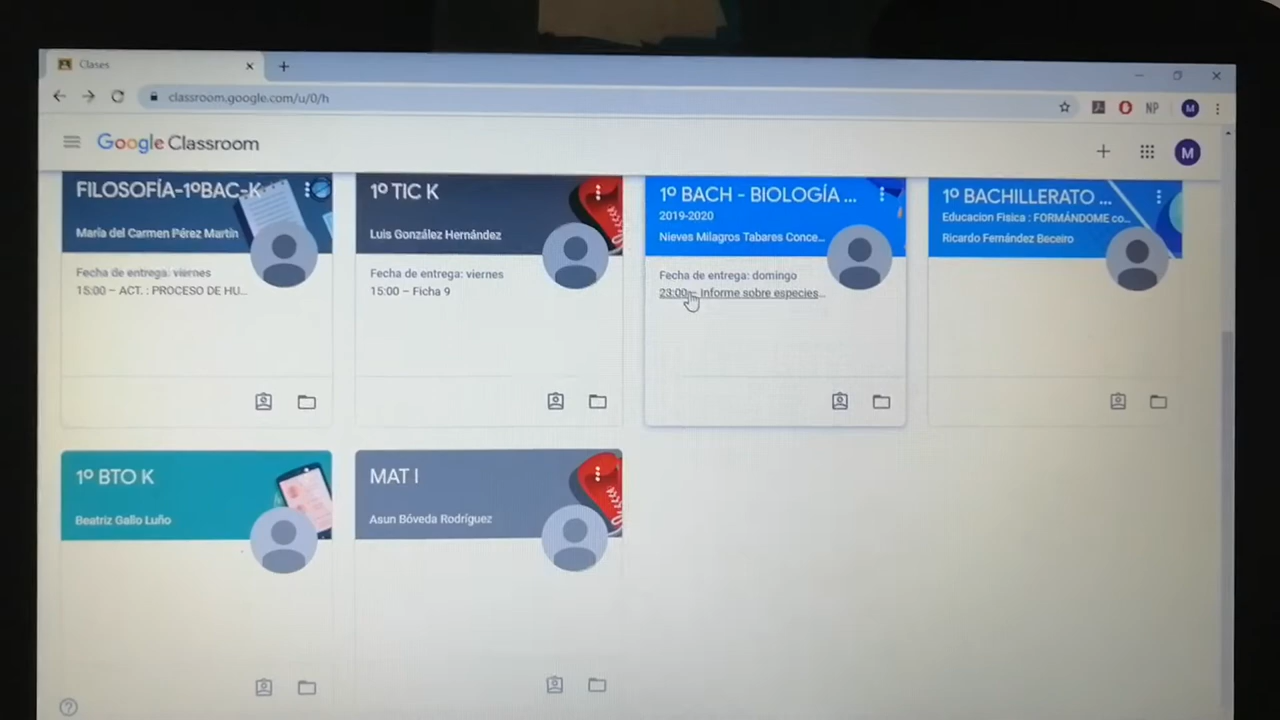 Clases
classroom.google.com/u/0/h
NP
M
Google Classroom
M
FILOSOFÍA-1ºBAC-K
María del Carmen Pérez Martín
Fecha de entrega: viernes
15:00 – ACT. : PROCESO DE HU...
1º TIC K
Luis González Hernández
Fecha de entrega: viernes
15:00 – Ficha 9
1º BACH - BIOLOGÍA ...
2019-2020
Nieves Milagros Tabares Conce...
Fecha de entrega: domingo
23:00 – Informe sobre especies...
1º BACHILLERATO ...
Educacion Fisica : FORMÁNDOME co...
Ricardo Fernández Beceiro
1º BTO K
Beatriz Gallo Luño
MAT I
Asun Bóveda Rodríguez